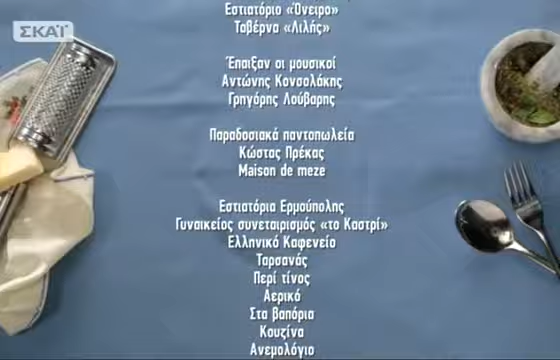 ΣΚΑΪ
Εστιατόριο «Όνειρο»
Ταβέρνα «Λιλής»
Έπαιξαν οι μουσικοί
Αντώνης Κονσολάκης
Γρηγόρης Λούβαρης
Παραδοσιακά παντοπωλεία
Κώστας Πρέκας
Maison de meze
Εστιατόρια Ερμούπολης
Γυναικείος συνεταιρισμός «το Καστρί»
Ελληνικό Καφενείο
Ταρσανάς
Περί τίνος
Αερικό
Στα βαπόρια
Κουζίνα
Ανεμολόγιο